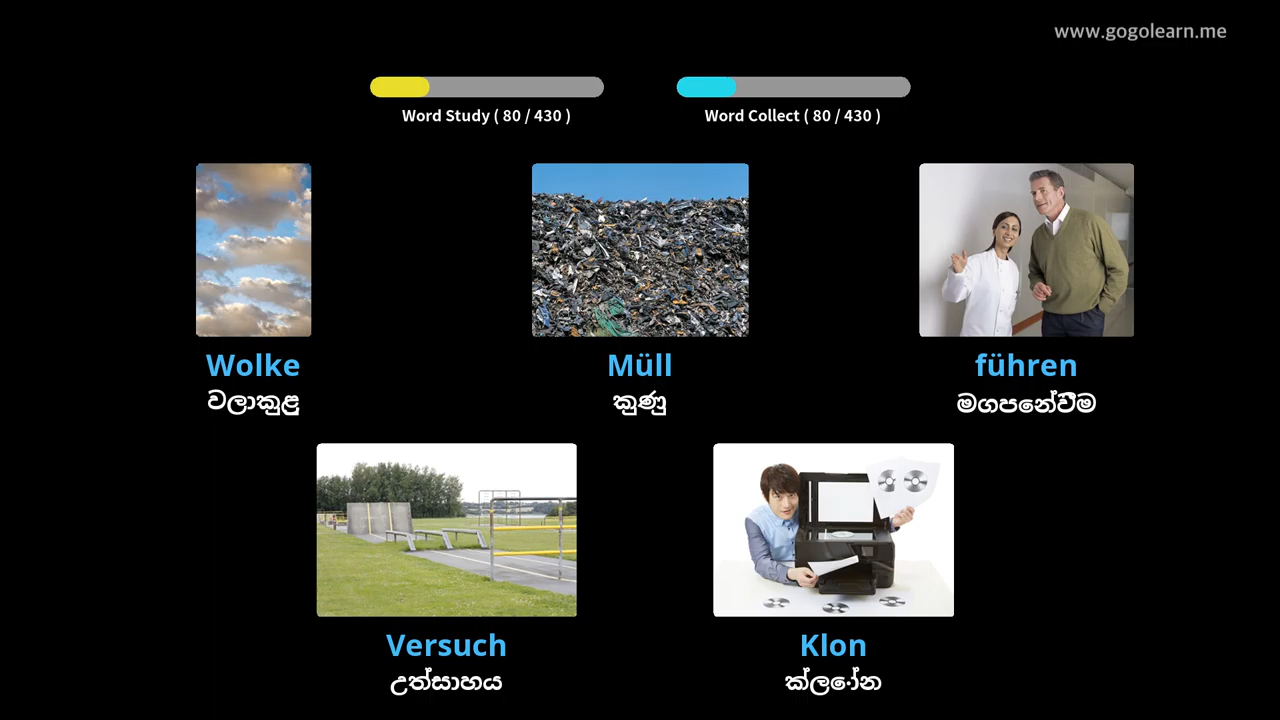 www.gogolearn.me
Word Study ( 80 / 430 )
Word Collect ( 80 / 430 )
Wolke
වලාකුළ
Müll
කුණු
führen
මගපනේවීම
Versuch
උත්සාහය
Klon
ක්ලෝන